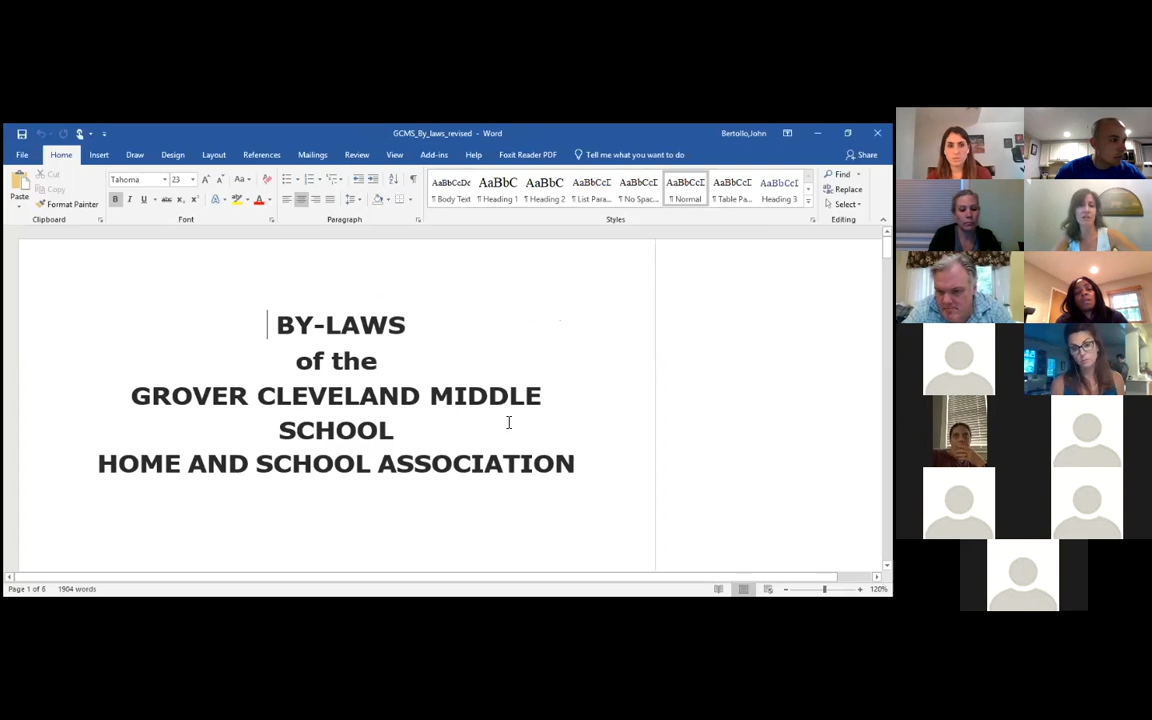 GCMS_By_laws_revised - Word
Bertollo,John
File Home Insert Draw Design Layout References Mailings Review View Add-ins Help Foxit Reader PDF Tell me what you want to do Share
Paste
Cut
Copy
Format Painter
Clipboard
Tahoma 23
Font
Paragraph
AaBbCcDc AaBbC AaBbC AaBbCcI AaBbCcI AaBbCcI AaBbCcI AaBbCcI
¶ Body Text ¶ Heading 1 ¶ Heading 2 ¶ List Para... ¶ No Spac... ¶ Normal ¶ Table Pa... Heading 3
Styles
Find
Replace
Select
Editing
BY-LAWS
of the
GROVER CLEVELAND MIDDLE
SCHOOL
HOME AND SCHOOL ASSOCIATION
Page 1 of 6 1904 words
120%